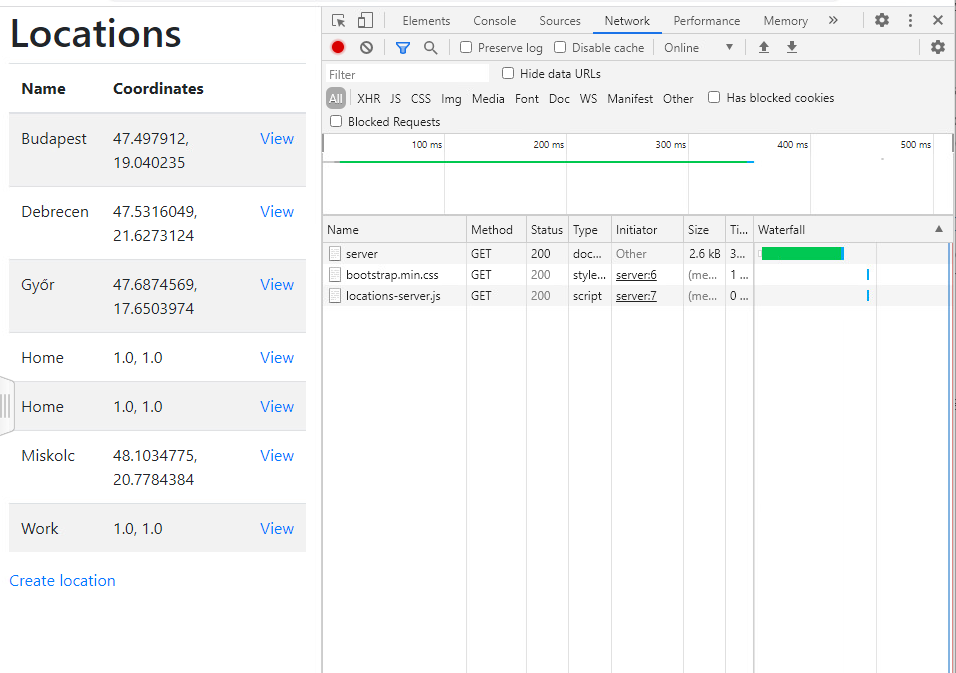 Locations
Name Coordinates
Budapest 47.497912, View
19.040235
Debrecen 47.5316049, View
21.6273124
Győr 47.6874569, View
17.6503974
Home 1.0, 1.0 View
Home 1.0, 1.0 View
Miskolc 48.1034775, View
20.7784384
Work 1.0, 1.0 View
Create location
Elements Console Sources Network Performance Memory »
Preserve log Disable cache Online
Filter Hide data URLs
All XHR JS CSS Img Media Font Doc WS Manifest Other Has blocked cookies
Blocked Requests
100 ms 200 ms 300 ms 400 ms 500 ms
Name Method Status Type Initiator Size Ti... Waterfall
server GET 200 doc... Other 2.6 kB 3...
bootstrap.min.css GET 200 style... server:6 (me... 1 ...
locations-server.js GET 200 script server:7 (me... 0 ...